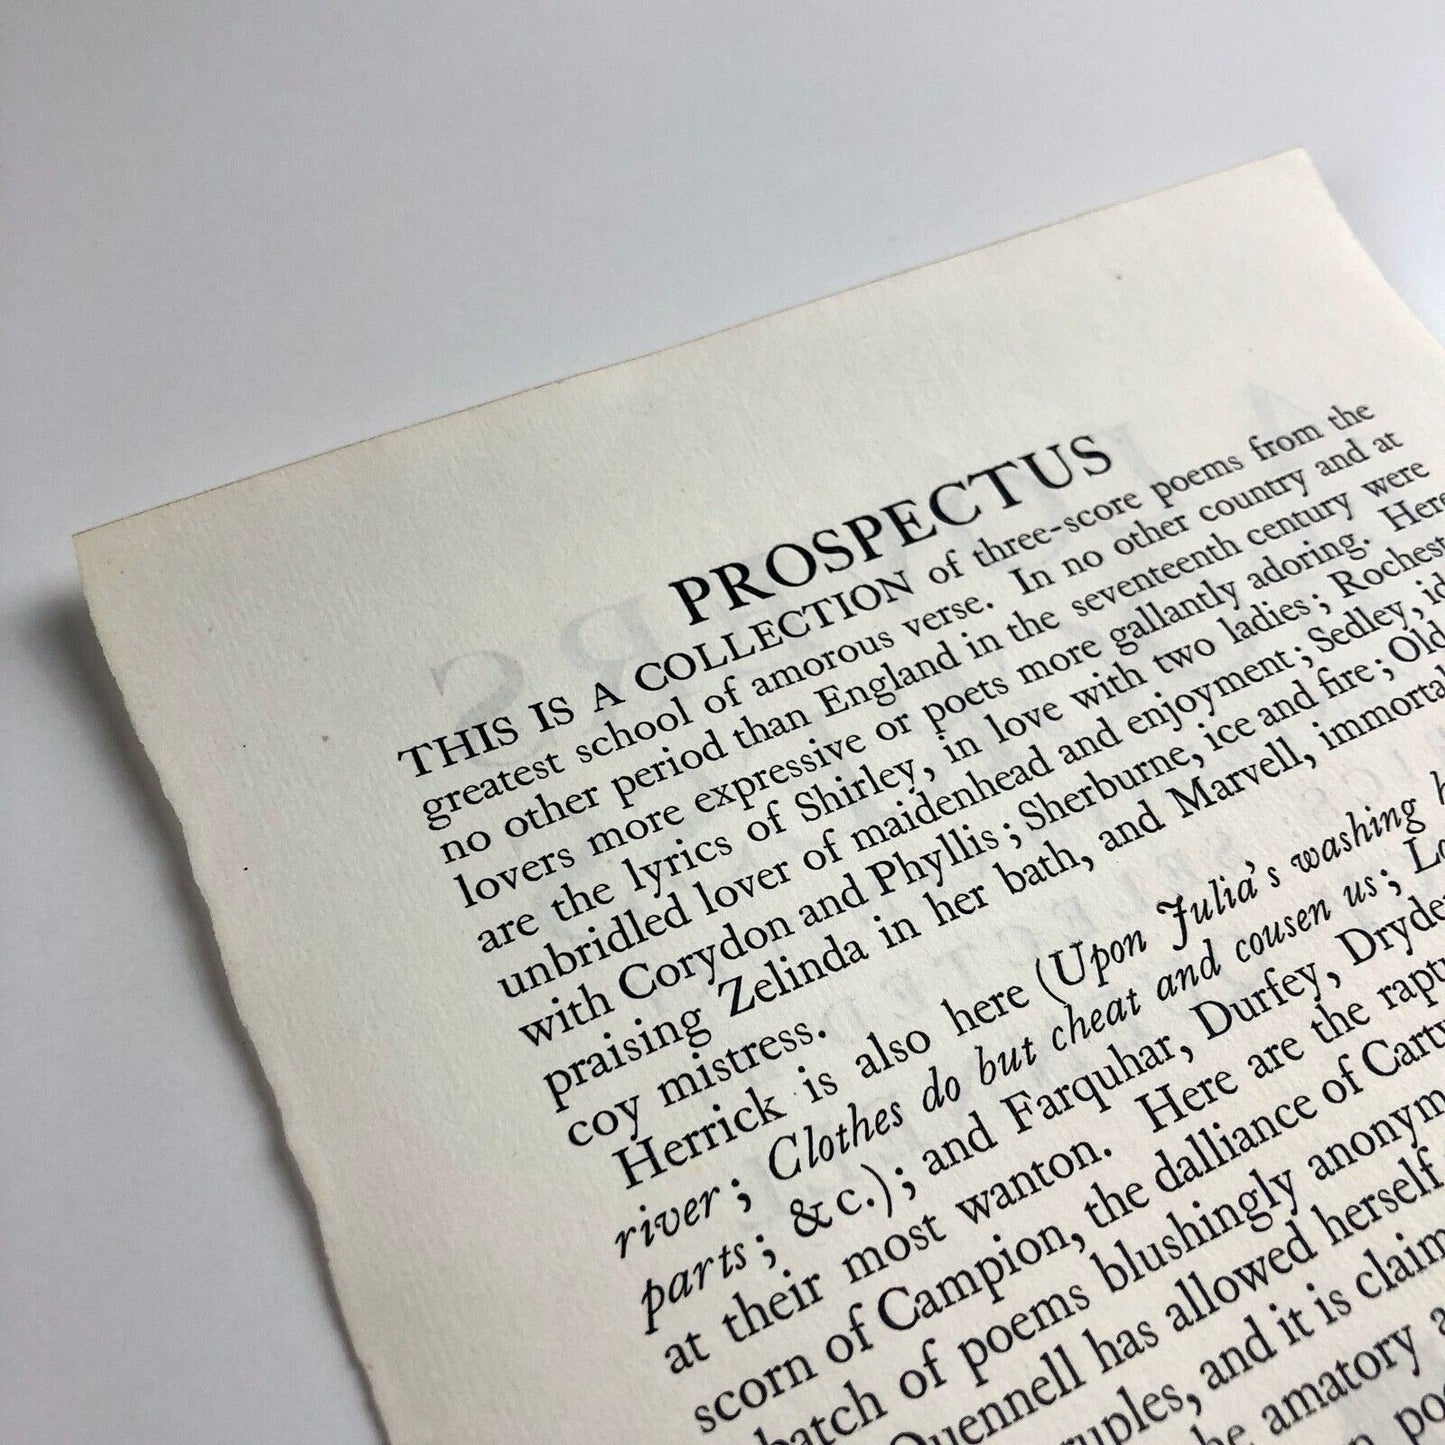 PROSPECTUS
THIS IS A COLLECTION of three-score poems from the
greatest school of amorous verse. In no other country and at
no other period than England in the seventeenth century were
lovers more expressive or poets more gallantly adoring. Here
are the lyrics of Shirley, in love with two ladies; Rochest
unbridled lover of maidenhead and enjoyment; Sedley, id
with Corydon and Phyllis; Sherburne, ice and fire; Old
praising Zelinda in her bath, and Marvell, immortal
coy mistress.
Herrick is also here (Upon Julia's washing h
river; Clothes do but cheat and cousen us; Lo
parts; &c.); and Farquhar, Durfey, Dryde
at their most wanton. Here are the rapt
scorn of Campion, the dalliance of Cart
batch of poems blushingly anonym
Quennell has allowed herself
ruples, and it is claim
he amatory a